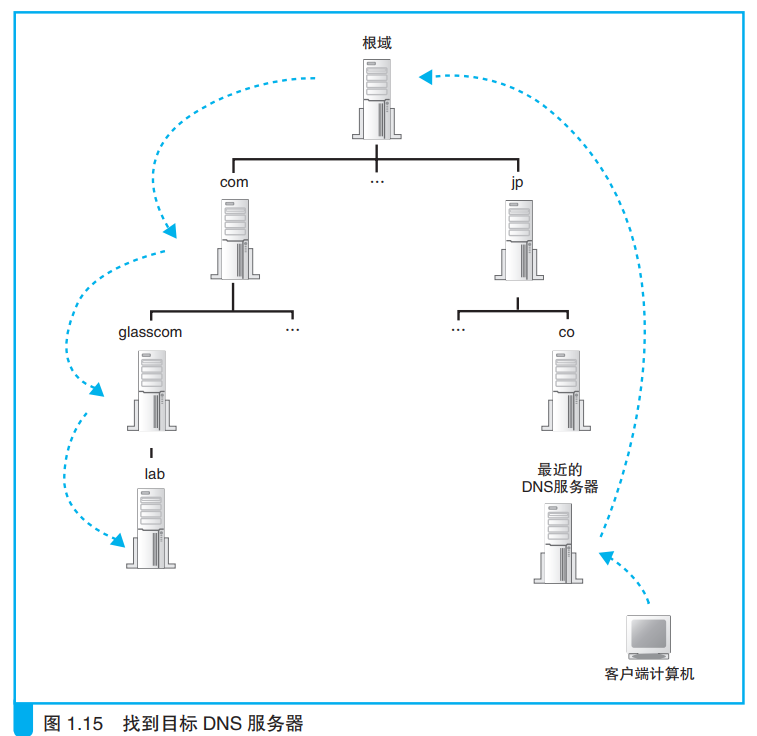 根域
com
…
jp
glasscom
…
…
co
lab
最近的
DNS服务器
客户端计算机
图 1.15 找到目标 DNS 服务器